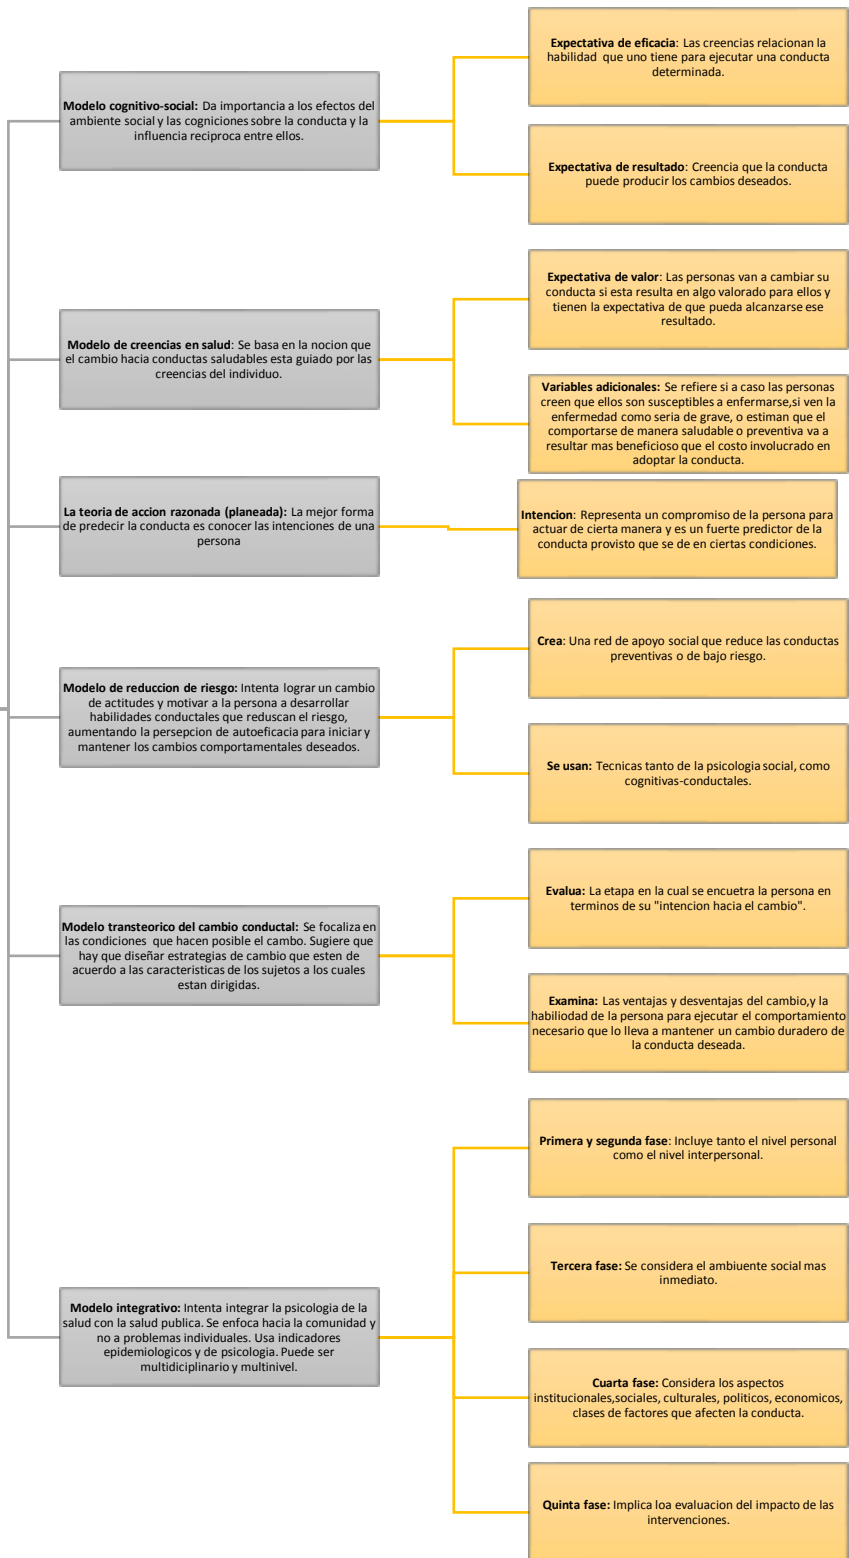 Modelo cognitivo-social: Da importancia a los efectos del
ambiente social y las cogniciones sobre la conducta y la
influencia reciproca entre ellos.
Expectativa de eficacia: Las creencias relacionan la
habilidad que uno tiene para ejecutar una conducta
determinada.
Expectativa de resultado: Creencia que la conducta
puede producir los cambios deseados.
Modelo de creencias en salud: Se basa en la nocion que
el cambio hacia conductas saludables esta guiado por las
creencias del individuo.
Expectativa de valor: Las personas van a cambiar su
conducta si esta resulta en algo valorado para ellos y
tienen la expectativa de que pueda alcanzarse ese
resultado.
Variables adicionales: Se refiere si a caso las personas
creen que ellos son susceptibles a enfermarse,si ven la
enfermedad como seria de grave, o estiman que el
comportarse de manera saludable o preventiva va a
resultar mas beneficioso que el costo involucrado en
adoptar la conducta.
La teoria de accion razonada (planeada): La mejor forma
de predecir la conducta es conocer las intenciones de una
persona
Intencion: Representa un compromiso de la persona para
actuar de cierta manera y es un fuerte predictor de la
conducta provisto que se de en ciertas condiciones.
Modelo de reduccion de riesgo: Intenta lograr un cambio
de actitudes y motivar a la persona a desarrollar
habilidades conductales que reduscan el riesgo,
aumentando la persepcion de autoeficacia para iniciar y
mantener los cambios comportamentales deseados.
Crea: Una red de apoyo social que reduce las conductas
preventivas o de bajo riesgo.
Se usan: Tecnicas tanto de la psicologia social, como
cognitivas-conductales.
Modelo transteorico del cambio conductal: Se focaliza en
las condiciones que hacen posible el cambo. Sugiere que
hay que diseñar estrategias de cambio que esten de
acuerdo a las caracteristicas de los sujetos a los cuales
estan dirigidas.
Evalua: La etapa en la cual se encuetra la persona en
terminos de su "intencion hacia el cambio".
Examina: Las ventajas y desventajas del cambio,y la
habiliodad de la persona para ejecutar el comportamiento
necesario que lo lleva a mantener un cambio duradero de
la conducta deseada.
Modelo integrativo: Intenta integrar la psicologia de la
salud con la salud publica. Se enfoca hacia la comunidad y
no a problemas individuales. Usa indicadores
epidemiologicos y de psicologia. Puede ser
multidiciplinario y multinivel.
Primera y segunda fase: Incluye tanto el nivel personal
como el nivel interpersonal.
Tercera fase: Se considera el ambiuente social mas
inmediato.
Cuarta fase: Considera los aspectos
institucionales,sociales, culturales, politicos, economicos,
clases de factores que afecten la conducta.
Quinta fase: Implica loa evaluacion del impacto de las
intervenciones.